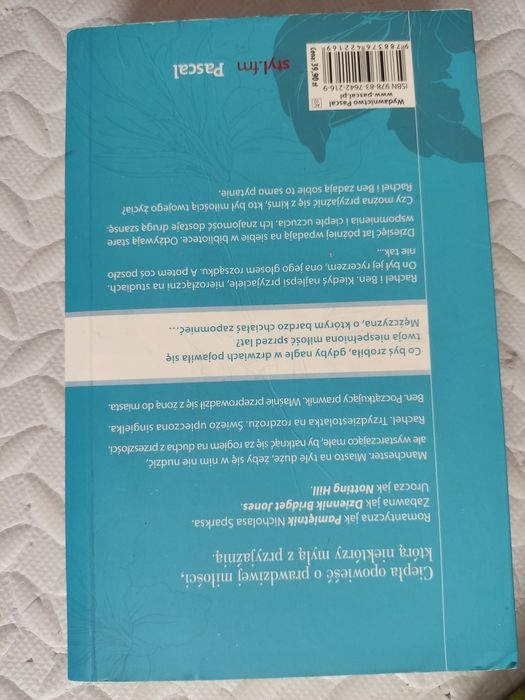 Ciepła opowieść o prawdziwej miłości,
którą niektórzy mylą z przyjaźnią.
Romantyczna jak Pamiętnik Nicholasa Sparksa.
Zabawna jak Dziennik Bridget Jones.
Urocza jak Notting Hill.
Manchester. Miasto na tyle duże, żeby się w nim nie nudzić,
ale wystarczająco małe, by natknąć się za rogiem na ducha z przeszłości.
Rachel. Trzydziestolatka na rozdrożu. Świeżo upieczona singielka.
Ben. Początkujący prawnik. Właśnie przeprowadził się z żoną do miasta.
Co byś zrobiła, gdyby nagle w drzwiach pojawiła się
twoja niespełniona miłość sprzed lat?
Mężczyzna, o którym bardzo chciałaś zapomnieć...
Rachel i Ben. Kiedyś najlepsi przyjaciele, nierozłączni na studiach.
On był jej rycerzem, ona jego głosem rozsądku. A potem coś poszło
nie tak...
Dziesięć lat później wpadają na siebie w bibliotece. Odżywają stare
wspomnienia i ciepłe uczucia. Ich znajomość dostaje drugą szansę.
Czy można przyjaźnić się z kimś, kto był miłością twojego życia?
Rachel i Ben zadają sobie to samo pytanie.
Wydawnictwo Pascal
www.pascal.pl
ISBN 978-83-7642-216-9
9 788376 422169
Cena: 39,90 zł
styl.fm
Pascal